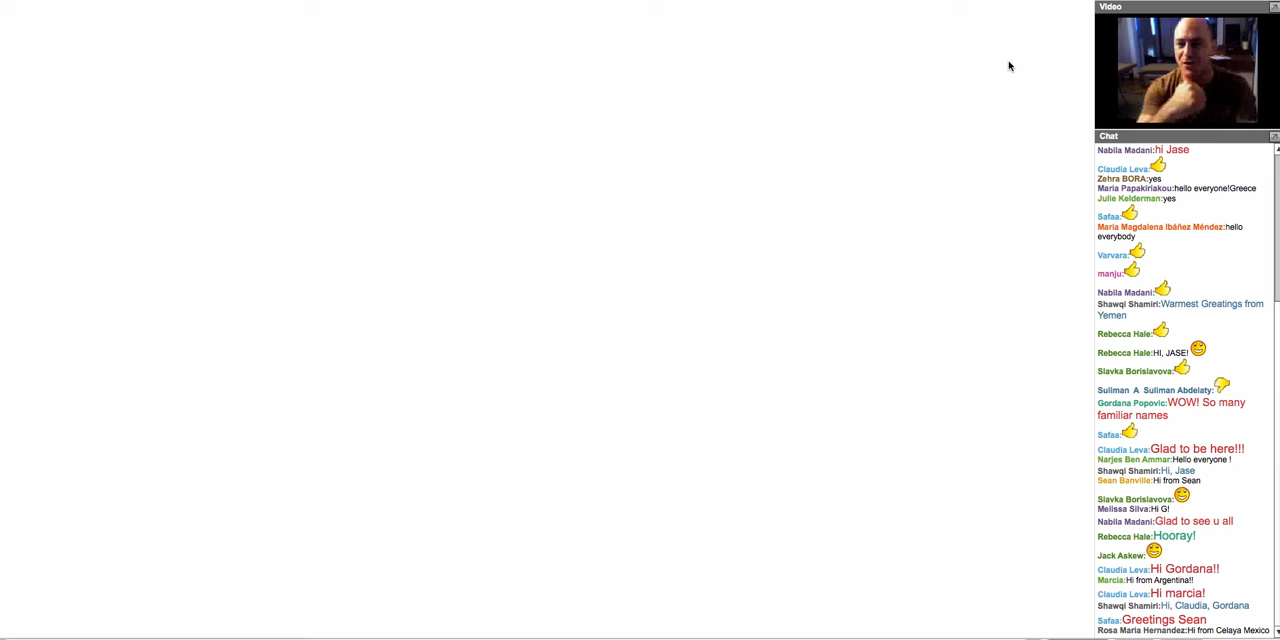 Video
Chat
Nabila Madani:hi Jase
Claudia Leva:
Zehra BORA:yes
Maria Papakiriakou:hello everyone!Greece
Julie Kelderman:yes
Safaa:
María Magdalena Ibáñez Méndez:hello
everybody
Varvara:
manju:
Nabila Madani:
Shawqi Shamiri:Warmest Greatings from
Yemen
Rebecca Hale:
Rebecca Hale:HI, JASE!
Slavka Borislavova:
Suliman A Suliman Abdelaty:
Gordana Popovic:WOW! So many
familiar names
Safaa:
Claudia Leva:Glad to be here!!!
Narjes Ben Ammar:Hello everyone !
Shawqi Shamiri:Hi, Jase
Sean Banville:Hi from Sean
Slavka Borislavova:
Melissa Silva:Hi G!
Nabila Madani:Glad to see u all
Rebecca Hale:Hooray!
Jack Askew:
Claudia Leva:Hi Gordana!!
Marcia:Hi from Argentina!!
Claudia Leva:Hi marcia!
Shawqi Shamiri:Hi, Claudia, Gordana
Safaa:Greetings Sean
Rosa Maria Hernandez:Hi from Celaya Mexico